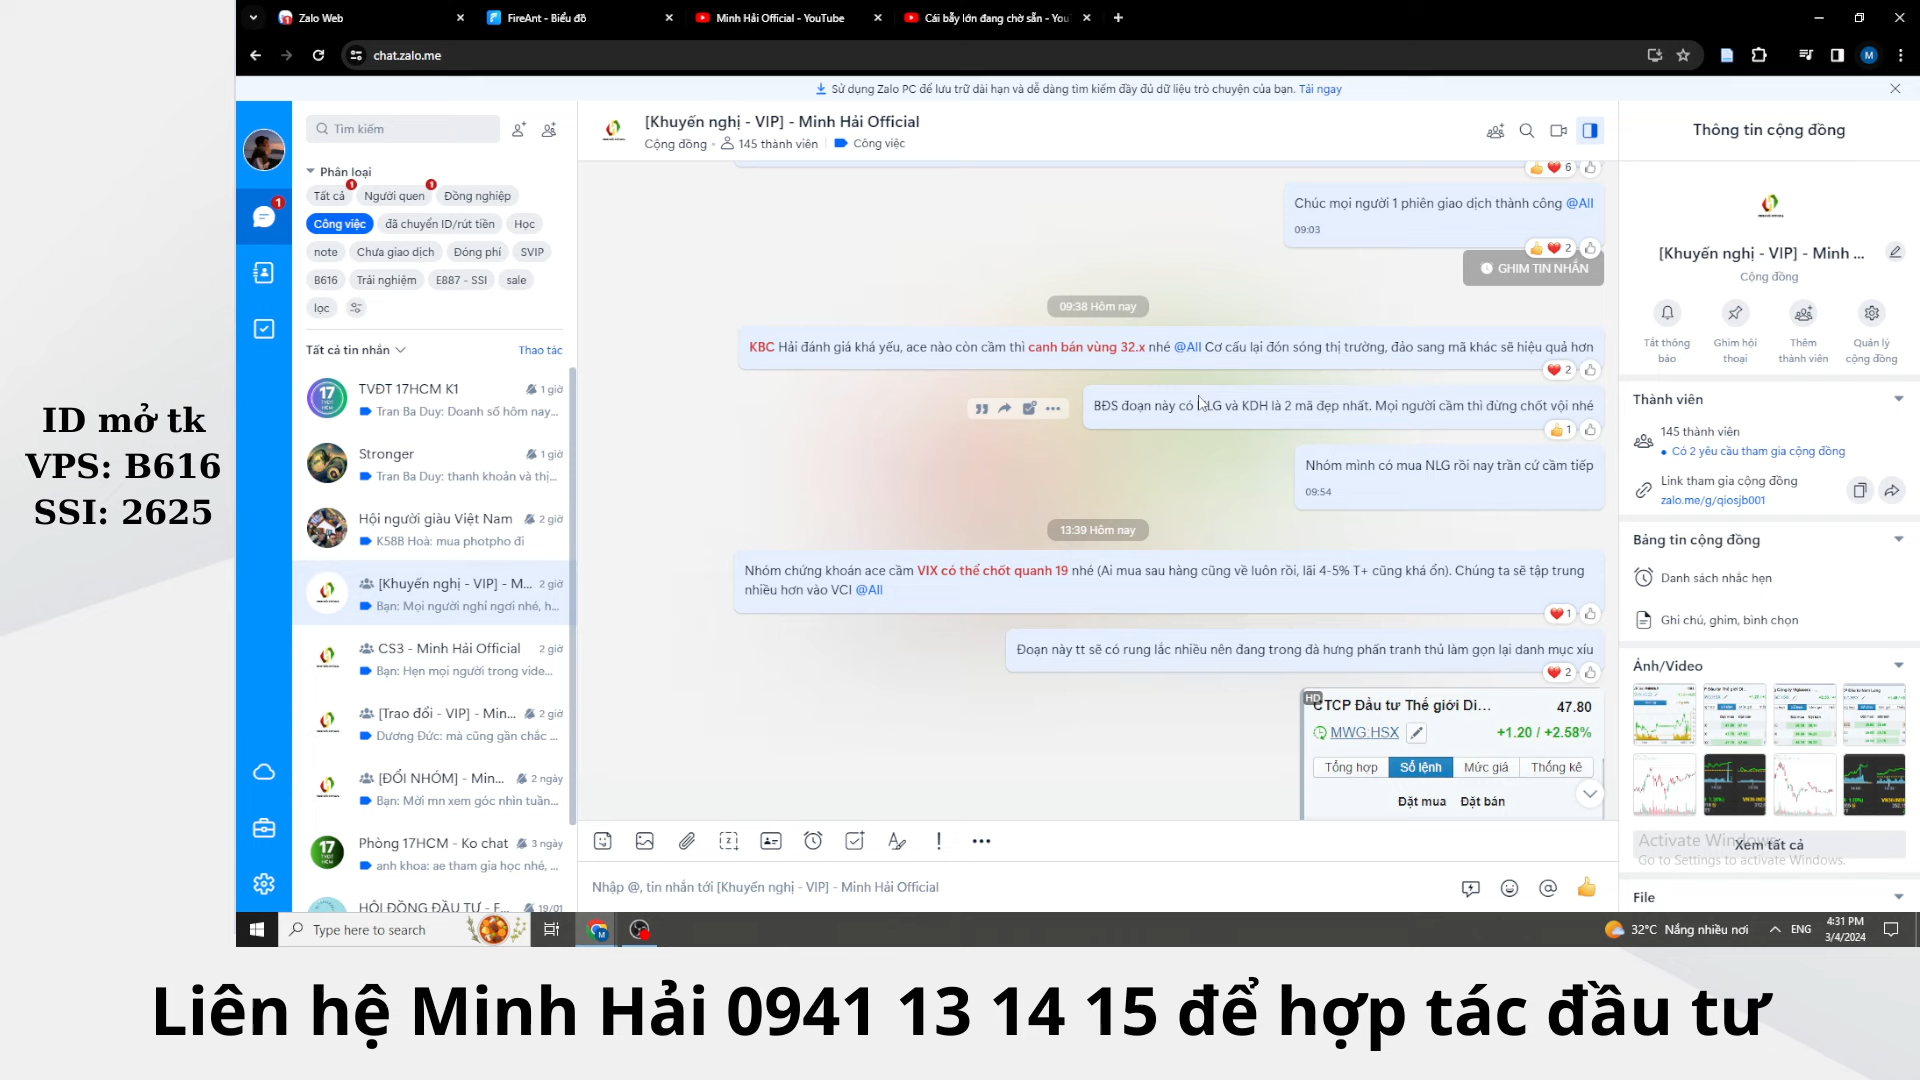 Zalo Web
FireAnt - Biểu đồ
Minh Hải Official - YouTube
Cái bẫy lớn đang chờ sẵn - You
chat.zalo.me
M
Sử dụng Zalo PC để lưu trữ dài hạn và dễ dàng tìm kiếm đầy đủ dữ liệu trò chuyện của bạn. Tải ngay
ID mở tk
VPS: B616
SSI: 2625
1
Tìm kiếm
Phân loại
Tất cả 1
Người quen 1
Đồng nghiệp
Công việc
đã chuyển ID/rút tiền
Học
note
Chưa giao dịch
Đóng phí
SVIP
B616
Trải nghiệm
E887 - SSI
sale
lọc
Tất cả tin nhắn
Thao tác
TVĐT 17HCM K1
1 giờ
Tran Ba Duy: Doanh số hôm nay...
Stronger
1 giờ
Tran Ba Duy: thanh khoản và thị...
Hội người giàu Việt Nam
2 giờ
K58B Hoà: mua photpho đi
[Khuyến nghị - VIP] - M...
2 giờ
Bạn: Mọi người nghỉ ngơi nhé, h...
CS3 - Minh Hải Official
2 giờ
Bạn: Hẹn mọi người trong vide...
[Trao đổi - VIP] - Min...
2 giờ
Dương Đức: mà cũng gần chắc ...
[ĐỔI NHÓM] - Min...
2 ngày
Bạn: Mời mn xem góc nhìn tuần...
Phòng 17HCM - Ko chat
3 ngày
anh khoa: ae tham gia học nhé, ...
HỘI ĐỒNG ĐẦU TƯ - F...
19/01
[Khuyến nghị - VIP] - Minh Hải Official
Cộng đồng
145 thành viên
Công việc
6
Chúc mọi người 1 phiên giao dịch thành công @All
09:03
2
GHIM TIN NHẮN
09:38 Hôm nay
KBC Hải đánh giá khá yếu, ace nào còn cầm thì canh bán vùng 32.x nhé @All Cơ cấu lại đón sóng thị trường, đảo sang mã khác sẽ hiệu quả hơn
2
BĐS đoạn này có NLG và KDH là 2 mã đẹp nhất. Mọi người cầm thì đừng chốt vội nhé
1
Nhóm mình có mua NLG rồi nay trần cứ cầm tiếp
09:54
13:39 Hôm nay
Nhóm chứng khoán ace cầm VIX có thể chốt quanh 19 nhé (Ai mua sau hàng cũng về luôn rồi, lãi 4-5% T+ cũng khá ổn). Chúng ta sẽ tập trung
nhiều hơn vào VCI @All
1
Đoạn này tt sẽ có rung lắc nhiều nên đang trong đà hưng phấn tranh thủ làm gọn lại danh mục xíu
2
HD
CTCP Đầu tư Thế giới Di...
47.80
MWG:HSX
+1.20 / +2.58%
Tổng hợp
Sổ lệnh
Mức giá
Thống kê
Đặt mua
Đặt bán
Nhập @, tin nhắn tới [Khuyến nghị - VIP] - Minh Hải Official
Thông tin cộng đồng
[Khuyến nghị - VIP] - Minh ...
Cộng đồng
Tắt thông
báo
Ghim hội
thoại
Thêm
thành viên
Quản lý
cộng đồng
Thành viên
145 thành viên
Có 2 yêu cầu tham gia cộng đồng
Link tham gia cộng đồng
zalo.me/g/qiosjb001
Bảng tin cộng đồng
Danh sách nhắc hẹn
Ghi chú, ghim, bình chọn
Ảnh/Video
Xem tất cả
Activate Windows
Go to Settings to activate Windows.
File
Type here to search
32°C Nắng nhiều nơi
ENG
4:31 PM
3/4/2024
Liên hệ Minh Hải 0941 13 14 15 để hợp tác đầu tư